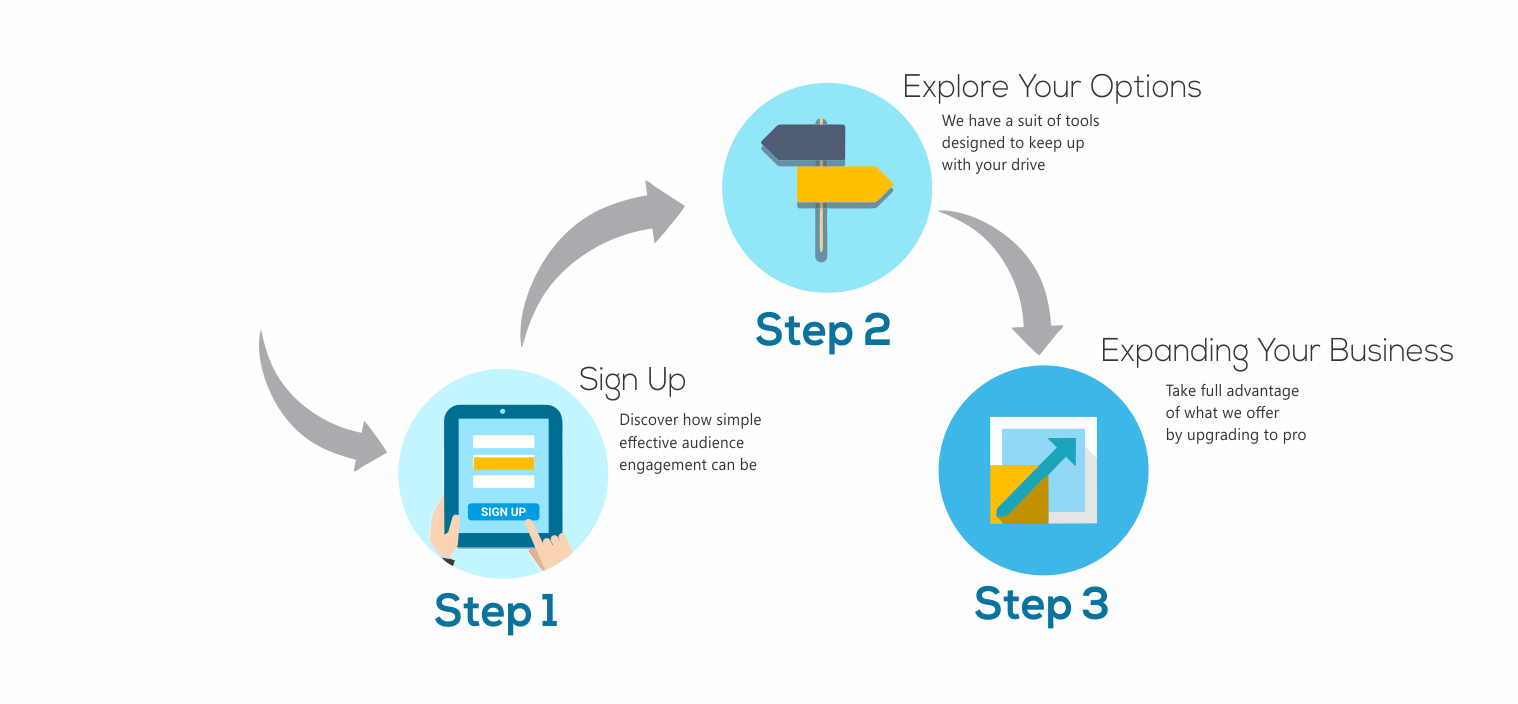 Sign Up
Discover how simple
effective audience
engagement can be
SIGN UP
Step 1
Explore Your Options
We have a suit of tools
designed to keep up
with your drive
Step 2
Expanding Your Business
Take full advantage
of what we offer
by upgrading to pro
Step 3